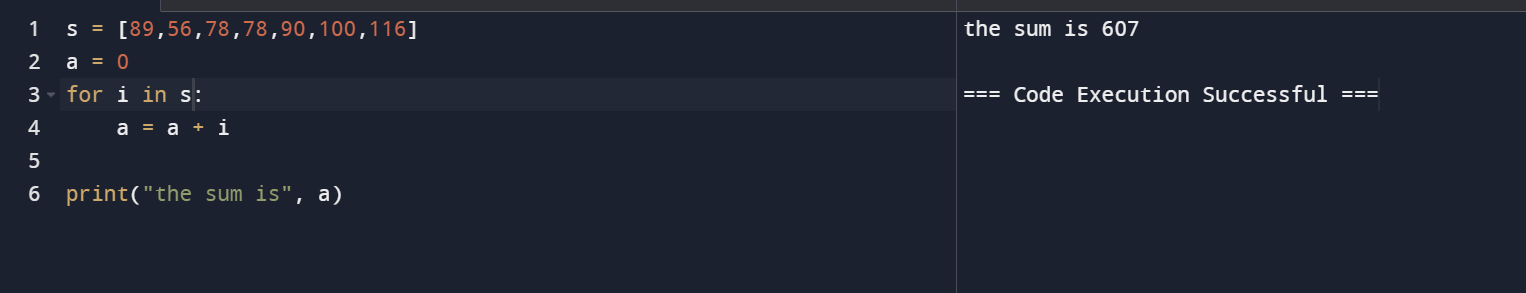 1 s = [89,56,78,78,90,100,116]
2 a = 0
3 for i in s:
4     a = a + i
5
6 print("the sum is", a)
the sum is 607
=== Code Execution Successful ===